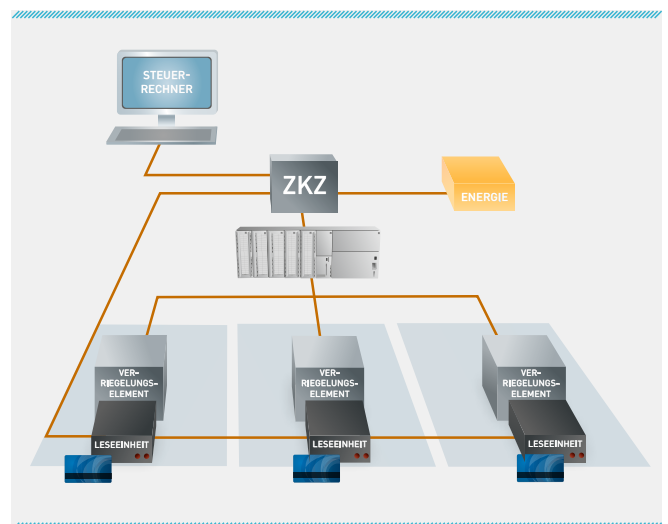 STEUER-
RECHNER
ZKZ
ENERGIE
VER-
RIEGELUNGS-
ELEMENT
VER-
RIEGELUNGS-
ELEMENT
VER-
RIEGELUNGS-
ELEMENT
LESEEINHEIT
LESEEINHEIT
LESEEINHEIT